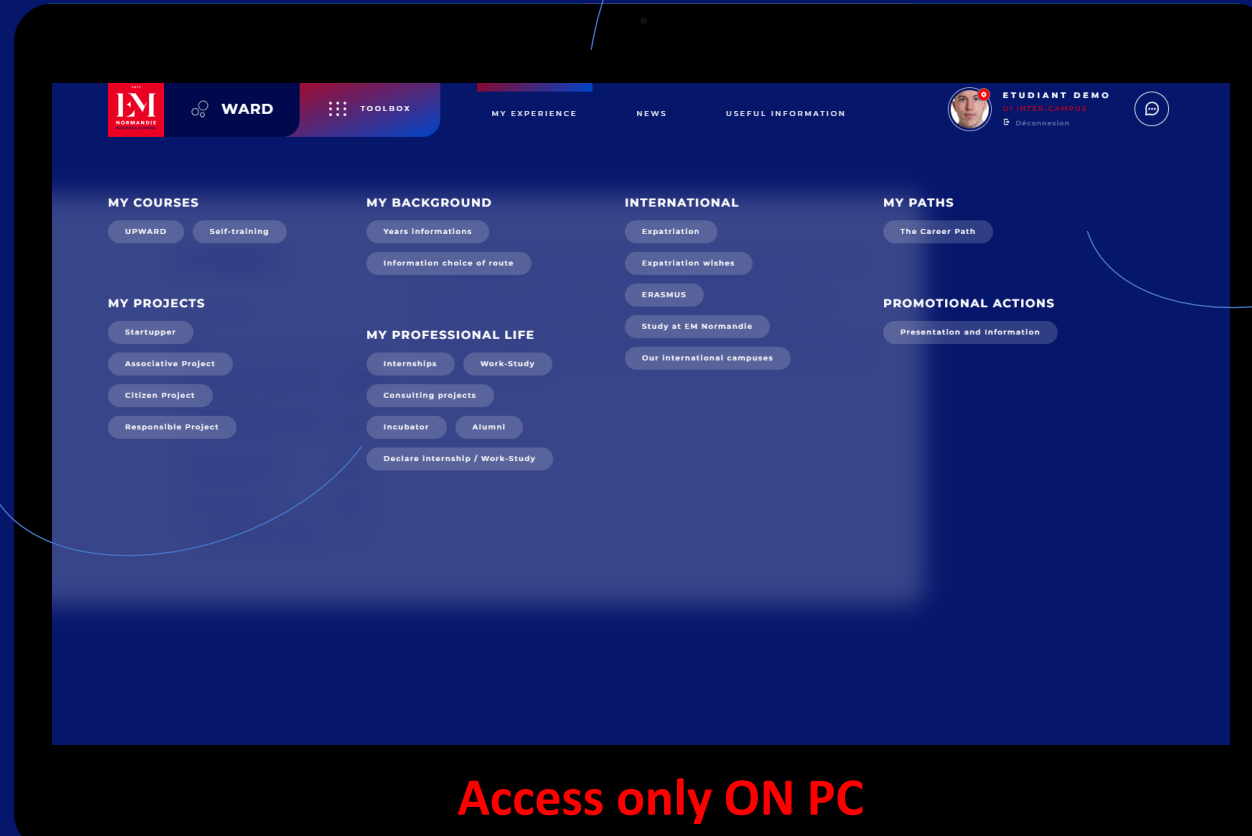 EM
NORMANDIE
WARD
TOOLBOX
MY EXPERIENCE
NEWS
USEFUL INFORMATION
ETUDIANT DEMO
U1 INTER-CAMPUS
Déconnexion
MY COURSES
UPWARD
Self-training
MY PROJECTS
Startupper
Associative Project
Citizen Project
Responsible Project
MY BACKGROUND
Years informations
Information choice of route
MY PROFESSIONAL LIFE
Internships
Work-Study
Consulting projects
Incubator
Alumni
Declare internship / Work-Study
INTERNATIONAL
Expatriation
Expatriation wishes
ERASMUS
Study at EM Normandie
Our international campuses
MY PATHS
The Career Path
PROMOTIONAL ACTIONS
Presentation and Information
Access only ON PC